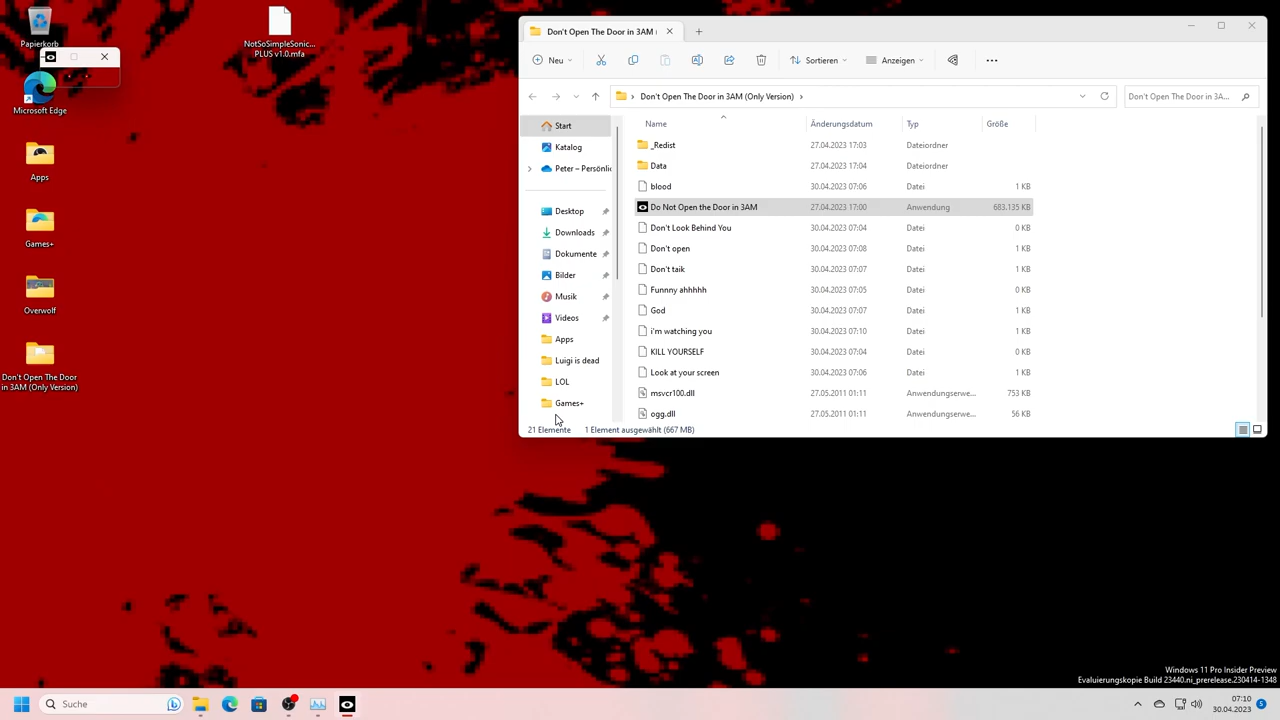 Papierkorb
Microsoft Edge
Apps
Games+
Overwolf
Don't Open The Door
in 3AM (Only Version)
NotSoSimpleSonic...
PLUS v1.0.mfa
Don't Open The Door in 3AM
Neu
Sortieren
Anzeigen
Don't Open The Door in 3AM (Only Version)
Don't Open The Door in 3A...
Start
Katalog
Peter – Persönlic
Desktop
Downloads
Dokumente
Bilder
Musik
Videos
Apps
Luigi is dead
LOL
Games+
Name Änderungsdatum Typ Größe
_Redist 27.04.2023 17:03 Dateiordner
Data 27.04.2023 17:04 Dateiordner
blood 30.04.2023 07:06 Datei 1 KB
Do Not Open the Door in 3AM 27.04.2023 17:00 Anwendung 683.135 KB
Don't Look Behind You 30.04.2023 07:04 Datei 0 KB
Don't open 30.04.2023 07:08 Datei 1 KB
Don't taik 30.04.2023 07:07 Datei 1 KB
Funnny ahhhhh 30.04.2023 07:05 Datei 0 KB
God 30.04.2023 07:07 Datei 1 KB
i'm watching you 30.04.2023 07:10 Datei 1 KB
KILL YOURSELF 30.04.2023 07:04 Datei 0 KB
Look at your screen 30.04.2023 07:06 Datei 1 KB
msvcr100.dll 27.05.2011 01:11 Anwendungserwe... 753 KB
ogg.dll 27.05.2011 01:11 Anwendungserwe... 56 KB
21 Elemente 1 Element ausgewählt (667 MB)
Windows 11 Pro Insider Preview
Evaluierungskopie Build 23440.ni_prerelease.230414-1348
Suche
07:10
30.04.2023
5